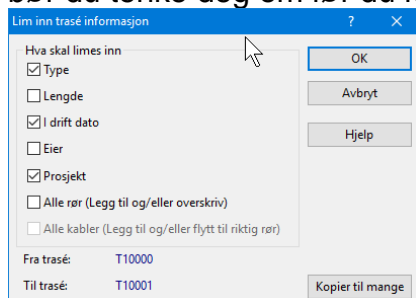 Lim inn trasé informasjon
Hva skal limes inn
Type
Lengde
I drift dato
Eier
Prosjekt
Alle rør (Legg til og/eller overskriv)
Alle kabler (Legg til og/eller flytt til riktig rør)
Fra trasé: T10000
Til trasé: T10001
OK
Avbryt
Hjelp
Kopier til mange